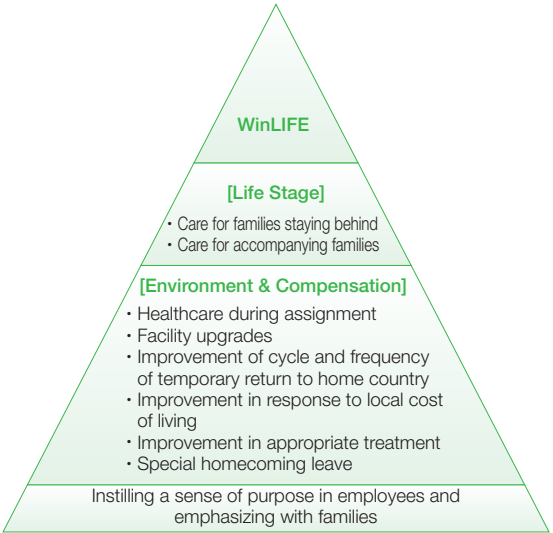 WinLIFE
[Life Stage]
・Care for families staying behind
・Care for accompanying families
[Environment & Compensation]
・Healthcare during assignment
・Facility upgrades
・Improvement of cycle and frequency
of temporary return to home country
・Improvement in response to local cost
of living
・Improvement in appropriate treatment
・Special homecoming leave
Instilling a sense of purpose in employees and
emphasizing with families